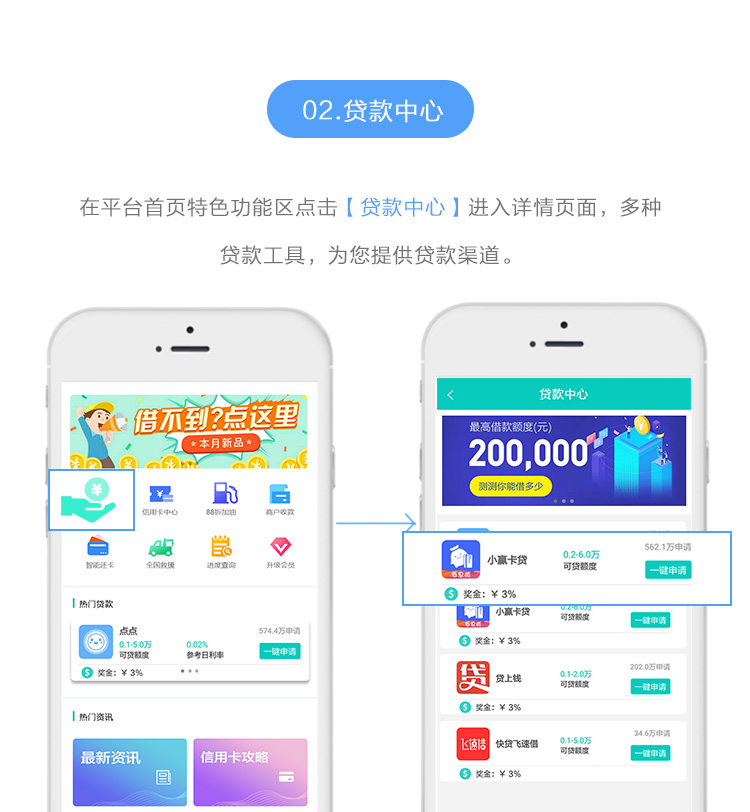 02.贷款中心
在平台首页特色功能区点击【贷款中心】进入详情页面，多种
贷款工具，为您提供贷款渠道。
借不到?点这里
本月新品
信用卡中心
88折加油
商户收款
智能还卡
全国救援
进度查询
升级会员
热门贷款
点点
574.4万申请
0.1-5.0万
0.02%
可贷额度
参考日利率
一键申请
奖金：¥ 3%
热门资讯
最新资讯
信用卡攻略
贷款中心
最高借款额度(元)
200,000
测测你能借多少
562.1万申请
小赢卡贷
0.2-6.0万
可贷额度
一键申请
奖金：¥ 3%
小赢卡贷
0.2-6.0万
可贷额度
一键申请
奖金：¥ 3%
贷
202.0万申请
贷上钱
0.1-2.0万
可贷额度
一键申请
奖金：¥ 3%
34.6万申请
飞速借
快贷飞速借
0.1-5.0万
可贷额度
一键申请
奖金：¥ 3%